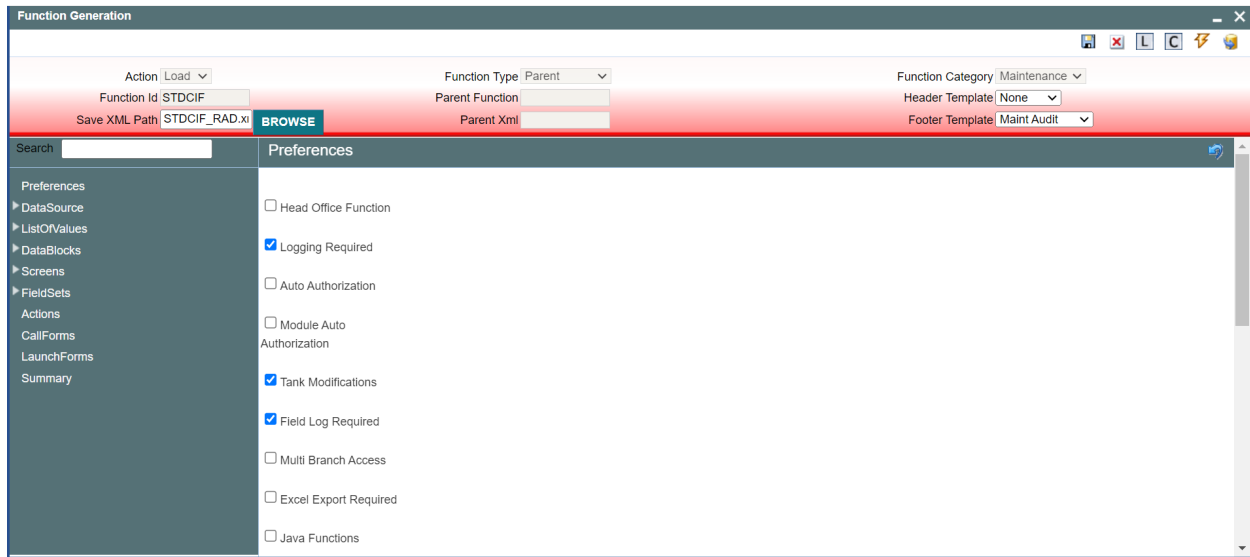 Function Generation
L C
Action Load Function Type Parent Function Category Maintenance
Function Id STDCIF Parent Function Header Template None
Save XML Path STDCIF_RAD.x BROWSE Parent Xml Footer Template Maint Audit
Search Preferences
Preferences
DataSource
ListOfValues
DataBlocks
Screens
FieldSets
Actions
CallForms
LaunchForms
Summary
Head Office Function
Logging Required
Auto Authorization
Module Auto
Authorization
Tank Modifications
Field Log Required
Multi Branch Access
Excel Export Required
Java Functions